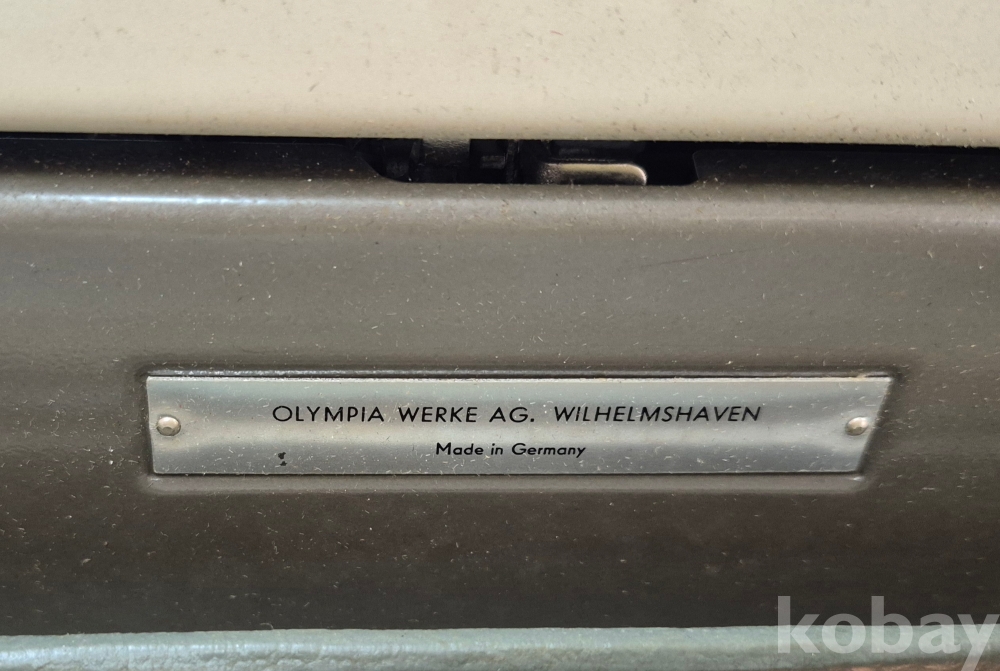 OLYMPIA WERKE AG. WILHELMSHAVEN
Made in Germany
kobay